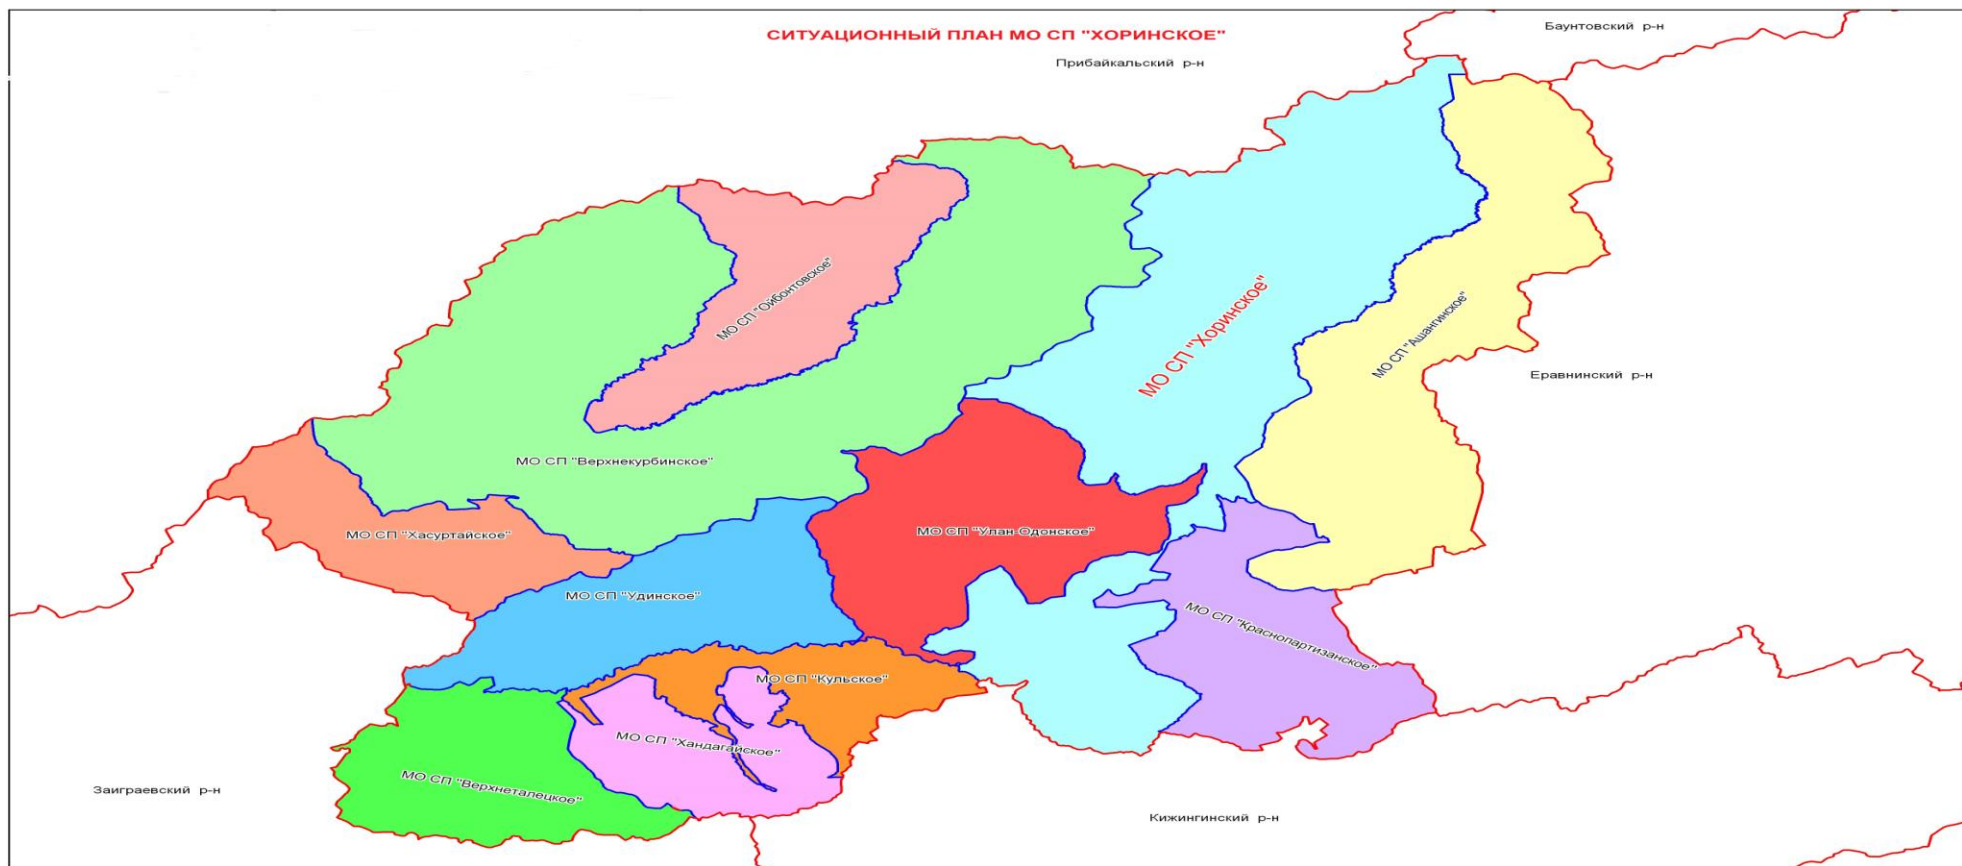 СИТУАЦИОННЫЙ ПЛАН МО СП "ХОРИНСКОЕ"
Баунтовский р-н
Прибайкальский р-н
МО СП "Ойбонтовское"
МО СП "Хоринское"
МО СП "Ашангинское"
Еравнинский р-н
МО СП "Верхнекурбинское"
МО СП "Хасуртайское"
МО СП "Улан-Одонское"
МО СП "Удинское"
МО СП "Краснопартизанское"
МО СП "Кульское"
МО СП "Хандагайское"
МО СП "Верхнеталецкое"
Заиграевский р-н
Кижингинский р-н